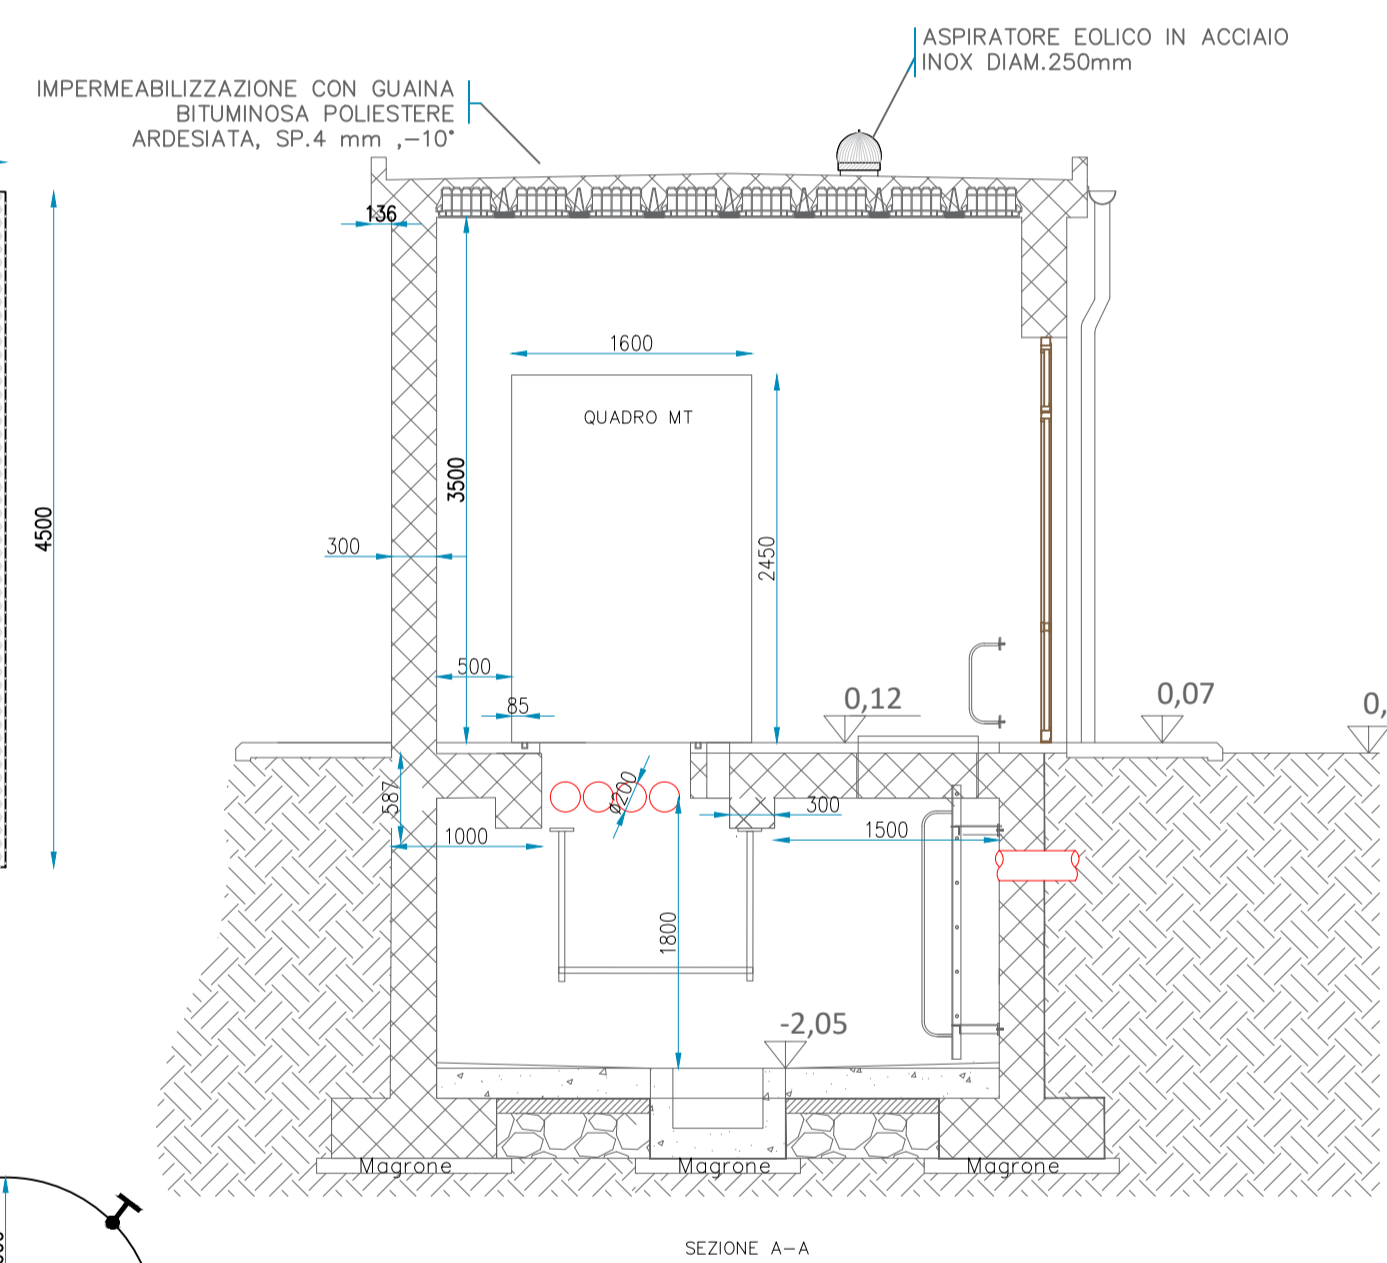 ASPIRATORE EOLICO IN ACCIAIO
INOX DIAM.250mm
IMPERMEABILIZZAZIONE CON GUAINA
BITUMINOSA POLIESTERE
ARDESIATA, SP.4 mm ,-10°
136
1600
QUADRO MT
3500
4500
300
2450
500
85
0,12
0,07
0,
587
ø200
300
1000
1500
1800
-2,05
Magrone
Magrone
Magrone
SEZIONE A-A